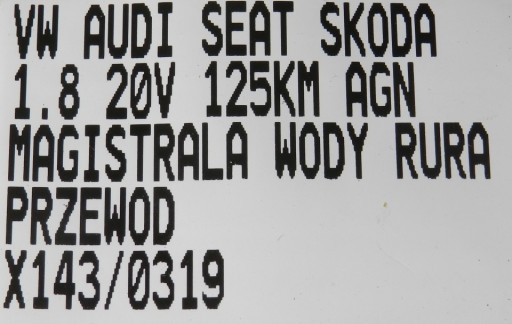 VW AUDI SEAT SKODA
1.8 20V 125KM AGN
MAGISTRALA WODY RURA
PRZEWOD
X143/0319